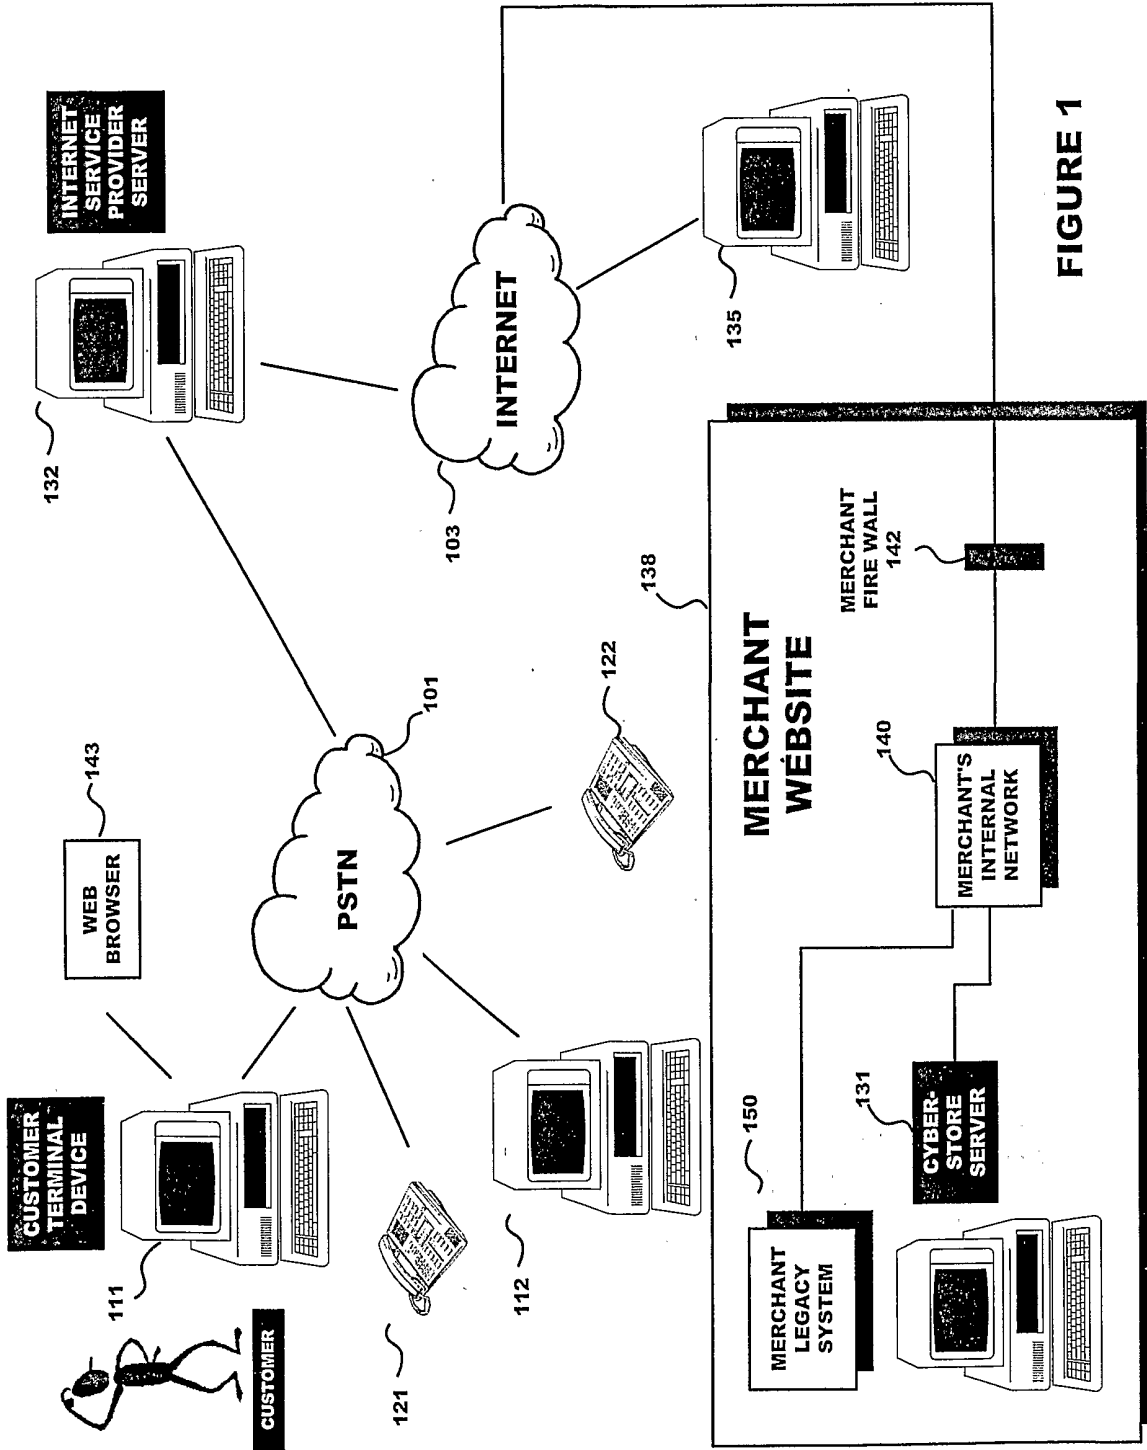 CUSTOMER
111
CUSTOMER
TERMINAL
DEVICE
WEB
BROWSER
143
132
INTERNET
SERVICE
PROVIDER
SERVER
121
112
PSTN
101
122
103
INTERNET
135
138
MERCHANT
WEBSITE
150
MERCHANT
LEGACY
SYSTEM
131
CYBER-
STORE
SERVER
140
MERCHANT'S
INTERNAL
NETWORK
MERCHANT
FIRE WALL
142
FIGURE 1